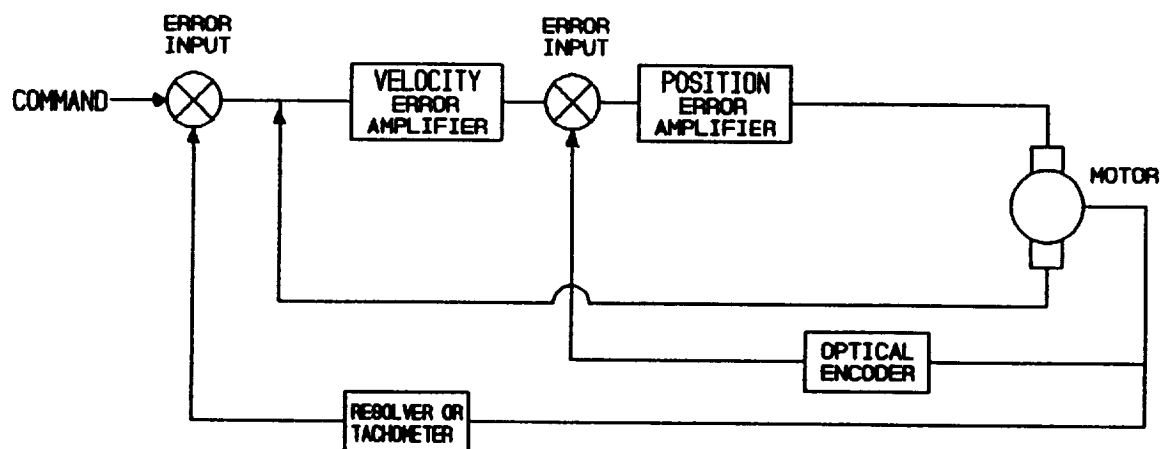 ERROR
INPUT
ERROR
INPUT
COMMAND
VELOCITY
ERROR
AMPLIFIER
POSITION
ERROR
AMPLIFIER
MOTOR
OPTICAL
ENCODER
RESOLVER OR
TACHOMETER